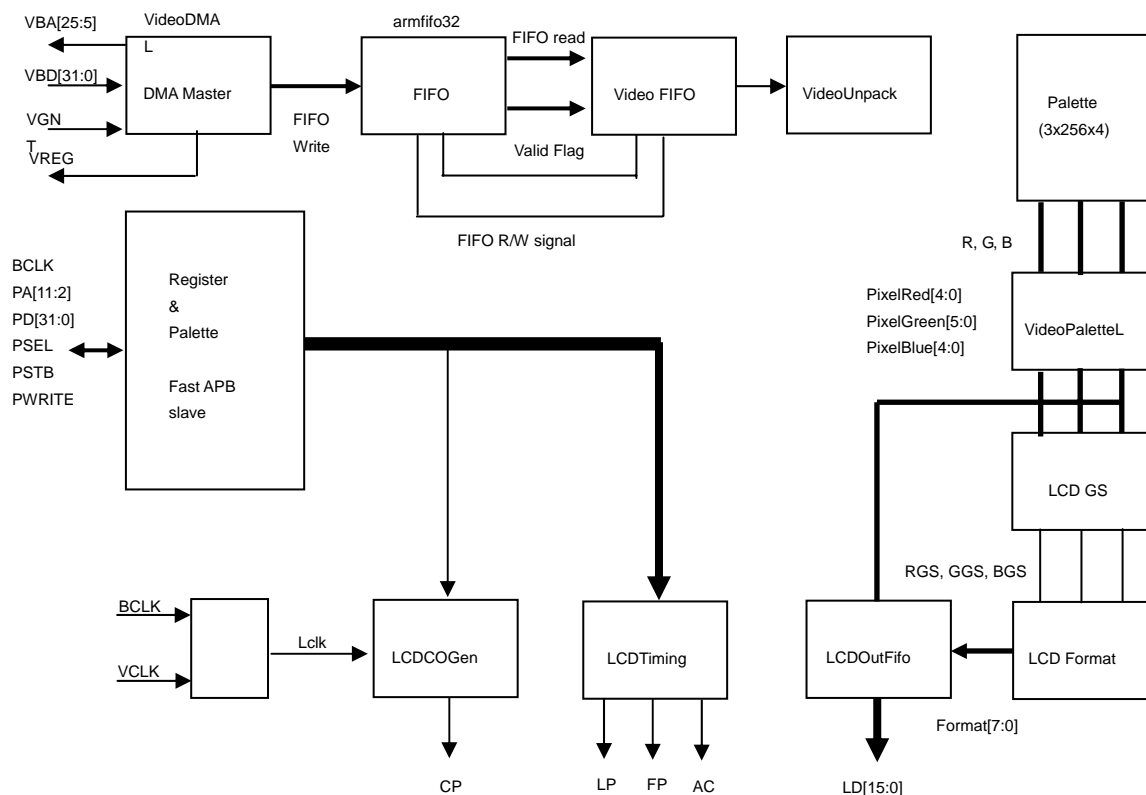 VBA[25:5]
VideoDMA
L
armfifo32
FIFO read
VBD[31:0]
DMA Master
FIFO
Video FIFO
VideoUnpack
Palette
(3x256x4)
VGN
T
VREG
FIFO
Write
Valid Flag
FIFO R/W signal
R, G, B
BCLK
PA[11:2]
PD[31:0]
PSEL
PSTB
PWRITE
Register
&
Palette
Fast APB
slave
PixelRed[4:0]
PixelGreen[5:0]
PixelBlue[4:0]
VideoPaletteL
LCD GS
RGS, GGS, BGS
BCLK
VCLK
Lclk
LCDCOGen
LCDTiming
LCDOutFifo
LCD Format
Format[7:0]
CP
LP
FP
AC
LD[15:0]